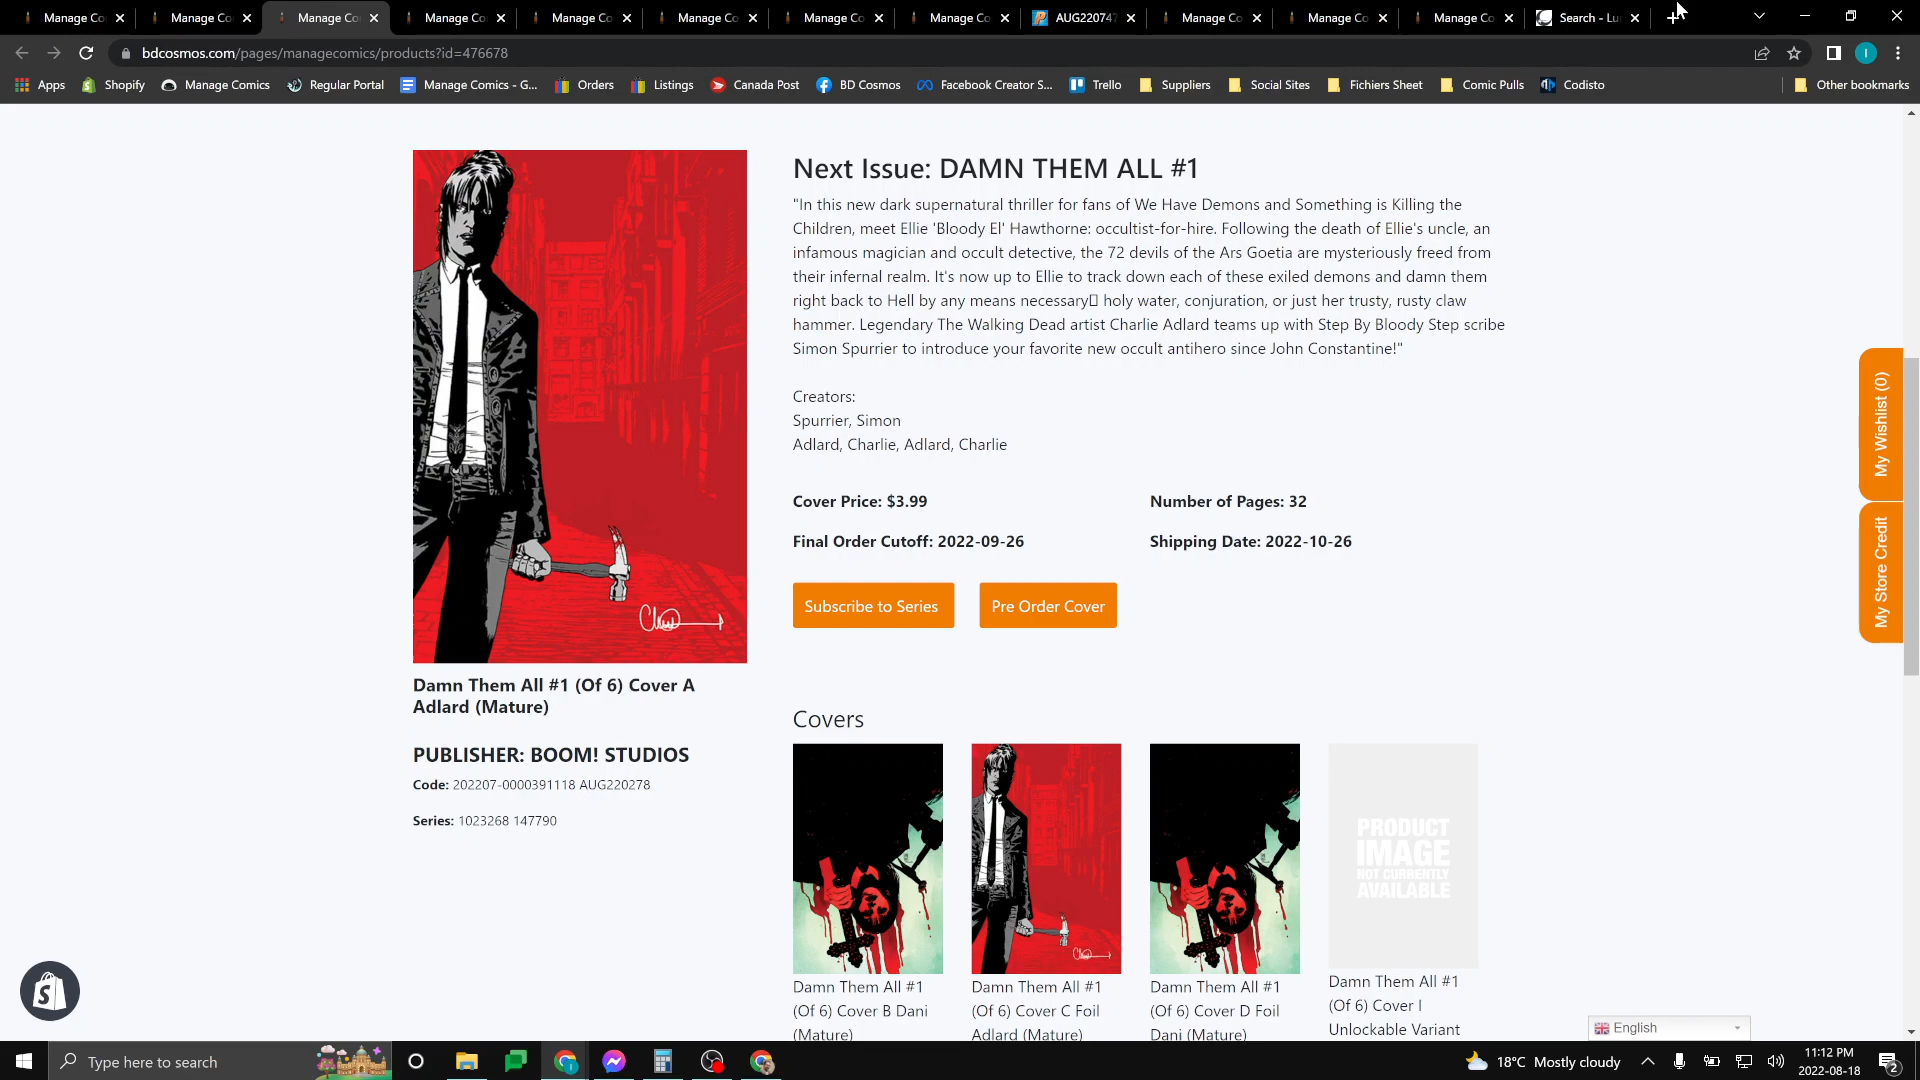 Manage Co
Manage Co
Manage Co
Manage Co
Manage Co
Manage Co
Manage Co
Manage Co
AUG22074
Manage Co
Manage Co
Manage Co
Search - Lu
bdcosmos.com/pages/managecomics/products?id=476678
I
Apps
Shopify
Manage Comics
Regular Portal
Manage Comics - G...
Orders
Listings
Canada Post
BD Cosmos
Facebook Creator S...
Trello
Suppliers
Social Sites
Fichiers Sheet
Comic Pulls
Codisto
Other bookmarks
Next Issue: DAMN THEM ALL #1
"In this new dark supernatural thriller for fans of We Have Demons and Something is Killing the
Children, meet Ellie 'Bloody El' Hawthorne: occultist-for-hire. Following the death of Ellie's uncle, an
infamous magician and occult detective, the 72 devils of the Ars Goetia are mysteriously freed from
their infernal realm. It's now up to Ellie to track down each of these exiled demons and damn them
right back to Hell by any means necessary▯ holy water, conjuration, or just her trusty, rusty claw
hammer. Legendary The Walking Dead artist Charlie Adlard teams up with Step By Bloody Step scribe
Simon Spurrier to introduce your favorite new occult antihero since John Constantine!"
Creators:
Spurrier, Simon
Adlard, Charlie, Adlard, Charlie
Cover Price: $3.99
Number of Pages: 32
Final Order Cutoff: 2022-09-26
Shipping Date: 2022-10-26
Subscribe to Series
Pre Order Cover
Damn Them All #1 (Of 6) Cover A
Adlard (Mature)
PUBLISHER: BOOM! STUDIOS
Code: 202207-0000391118 AUG220278
Series: 1023268 147790
Covers
PRODUCT
IMAGE
NOT CURRENTLY
AVAILABLE
Damn Them All #1
(Of 6) Cover B Dani
(Mature)
Damn Them All #1
(Of 6) Cover C Foil
Adlard (Mature)
Damn Them All #1
(Of 6) Cover D Foil
Dani (Mature)
Damn Them All #1
(Of 6) Cover I
Unlockable Variant
My Wishlist (0)
My Store Credit
English
Type here to search
18°C Mostly cloudy
11:12 PM
2022-08-18
2